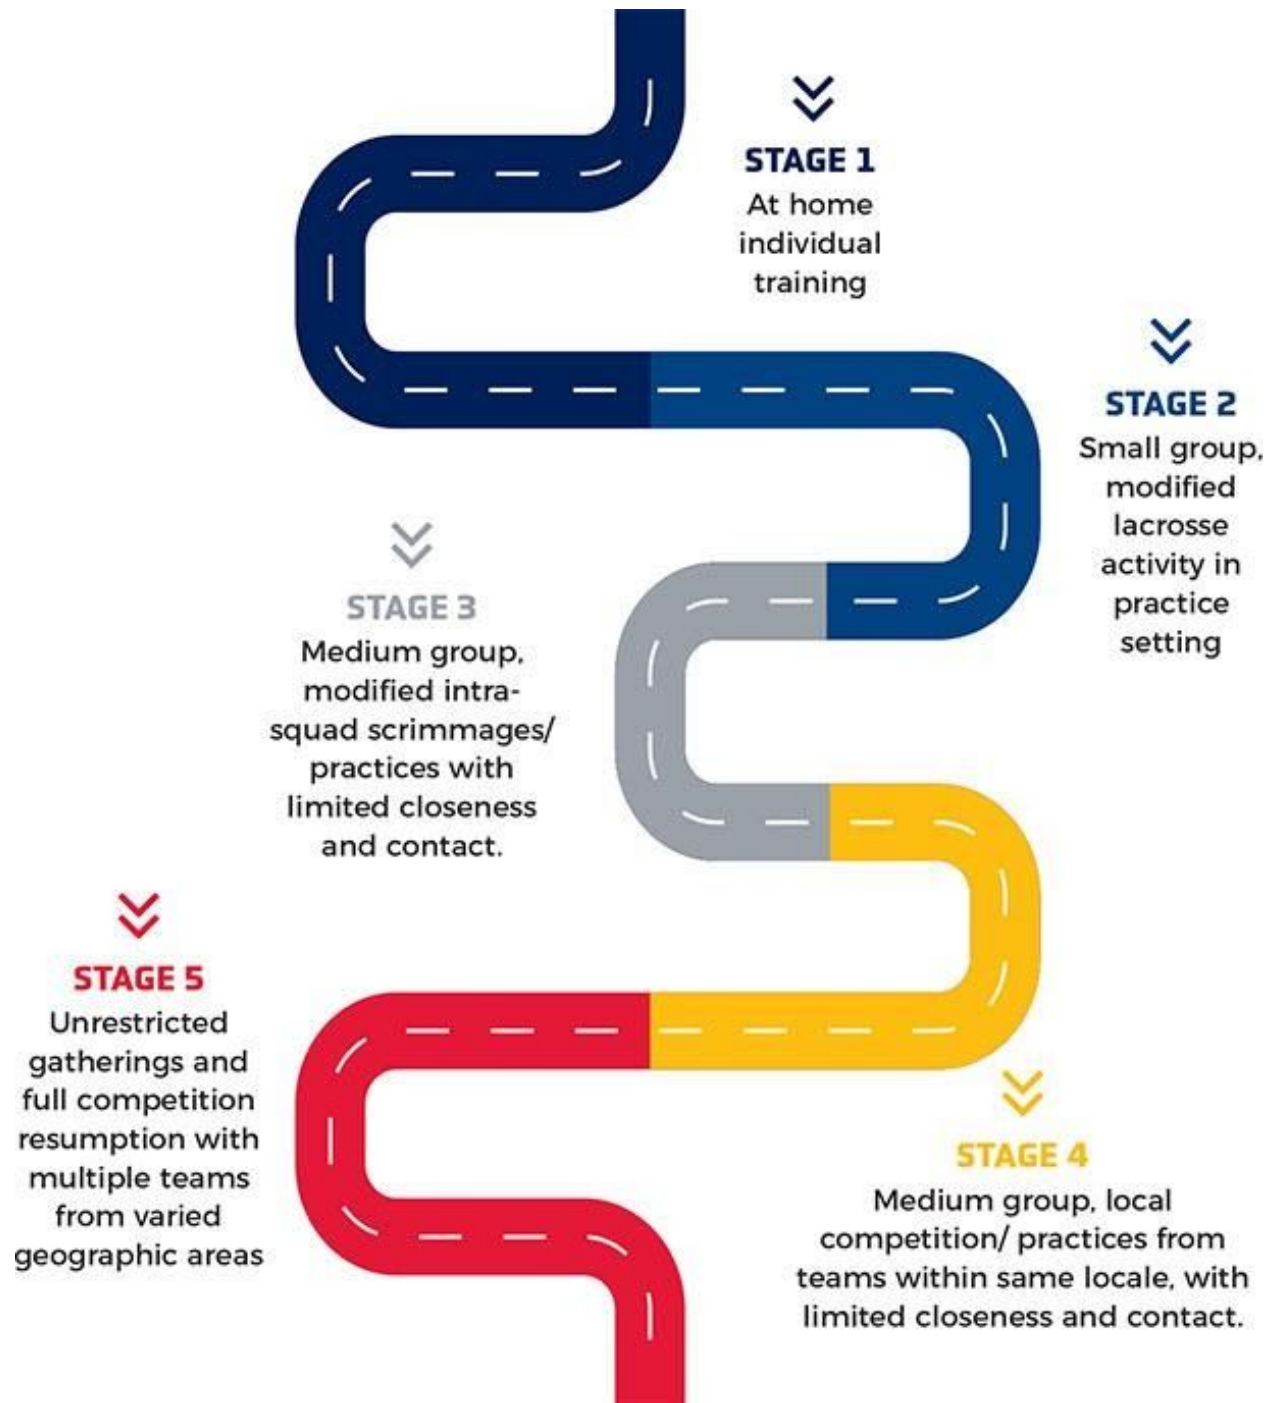 STAGE 1
At home
individual
training
STAGE 2
Small group,
modified
lacrosse
activity in
practice
setting
STAGE 3
Medium group,
modified intra-
squad scrimmages/
practices with
limited closeness
and contact.
STAGE 4
Medium group, local
competition/ practices from
teams within same locale, with
limited closeness and contact.
STAGE 5
Unrestricted
gatherings and
full competition
resumption with
multiple teams
from varied
geographic areas